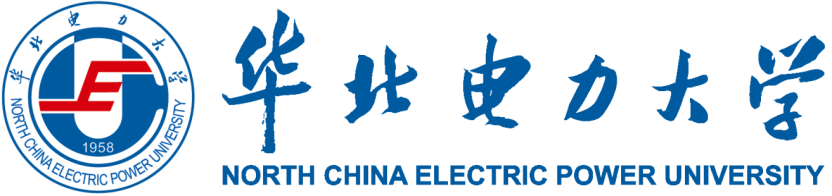 华北电力大学
NORTH CHINA ELECTRIC POWER UNIVERSITY
1958
华北电力大学
NORTH CHINA ELECTRIC POWER UNIVERSITY